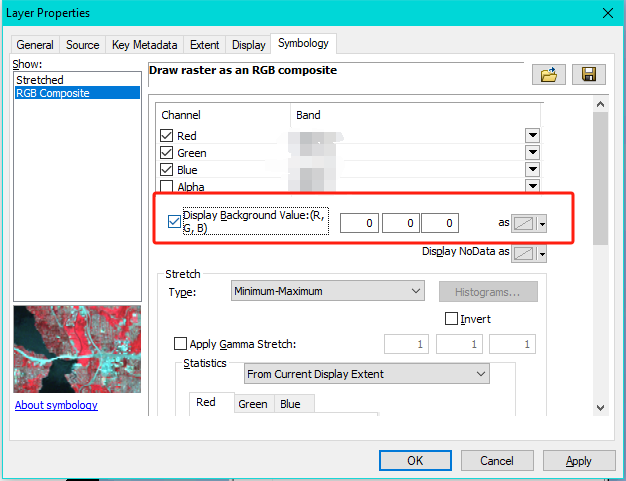 Layer Properties
General Source Key Metadata Extent Display Symbology
Show:
Stretched
RGB Composite
Draw raster as an RGB composite
Channel Band
Red
Green
Blue
Alpha
Display Background Value:(R, G, B) 0 0 0 as
Display NoData as
Stretch
Type: Minimum-Maximum Histograms...
Invert
Apply Gamma Stretch: 1 1 1
Statistics
From Current Display Extent
Red Green Blue
About symbology
OK Cancel Apply